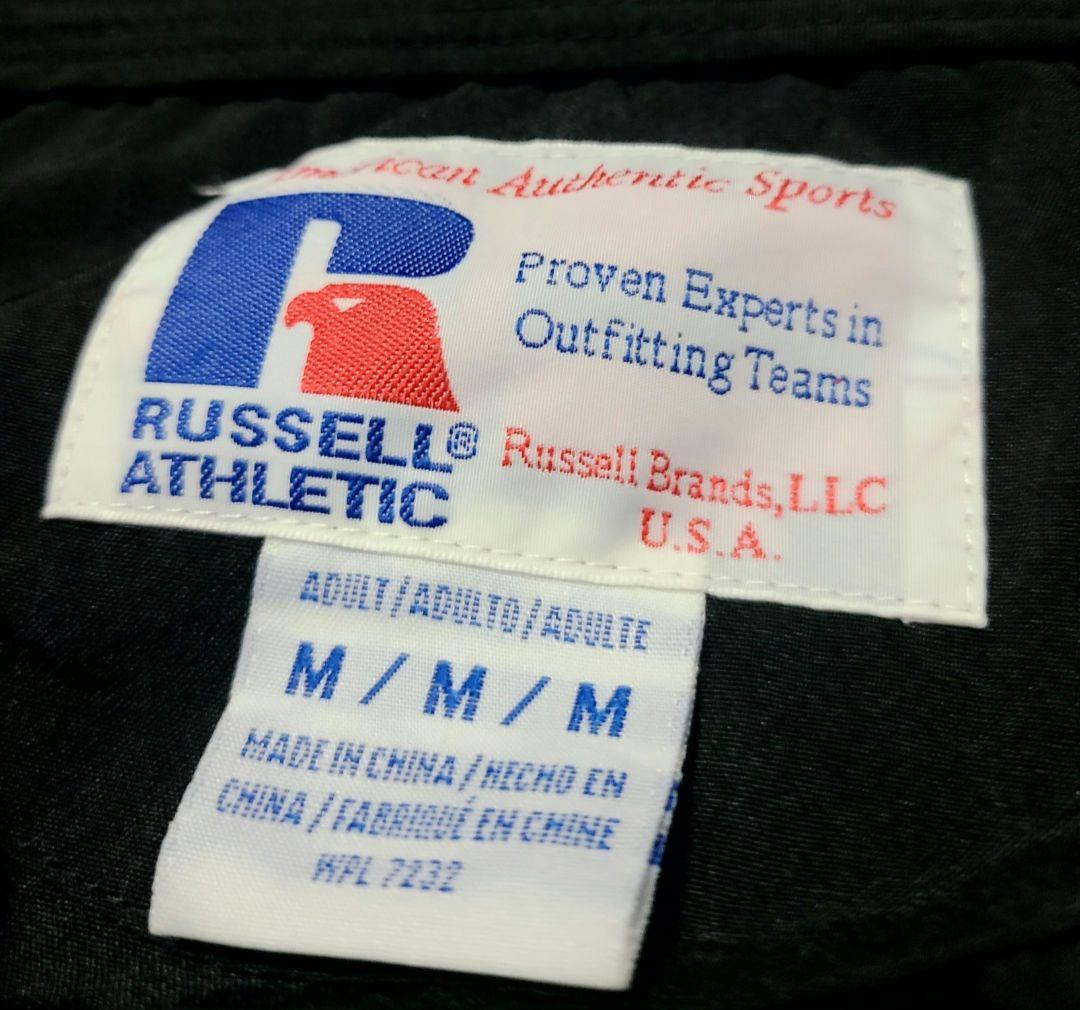 American Authentic Sports
Proven Experts in
Outfitting Teams
RUSSELL®
ATHLETIC
Russell Brands, LLC
U.S.A.
ADULT / ADULTO / ADULTE
M / M / M
MADE IN CHINA / HECHO EN
CHINA / FABRIQUÉ EN CHINE
WPL 7232